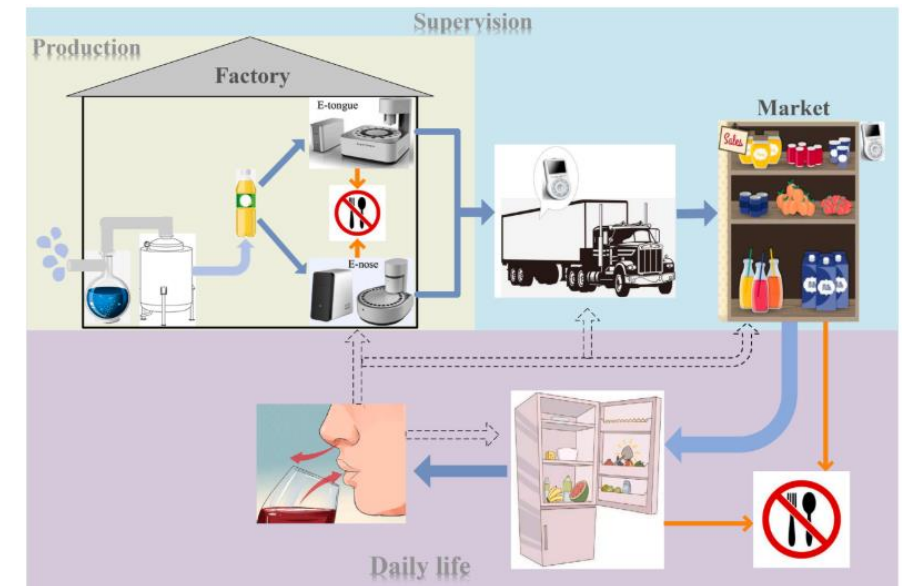 Supervision
Production
Factory
E-tongue
Market
Sales
E-nose
Daily life